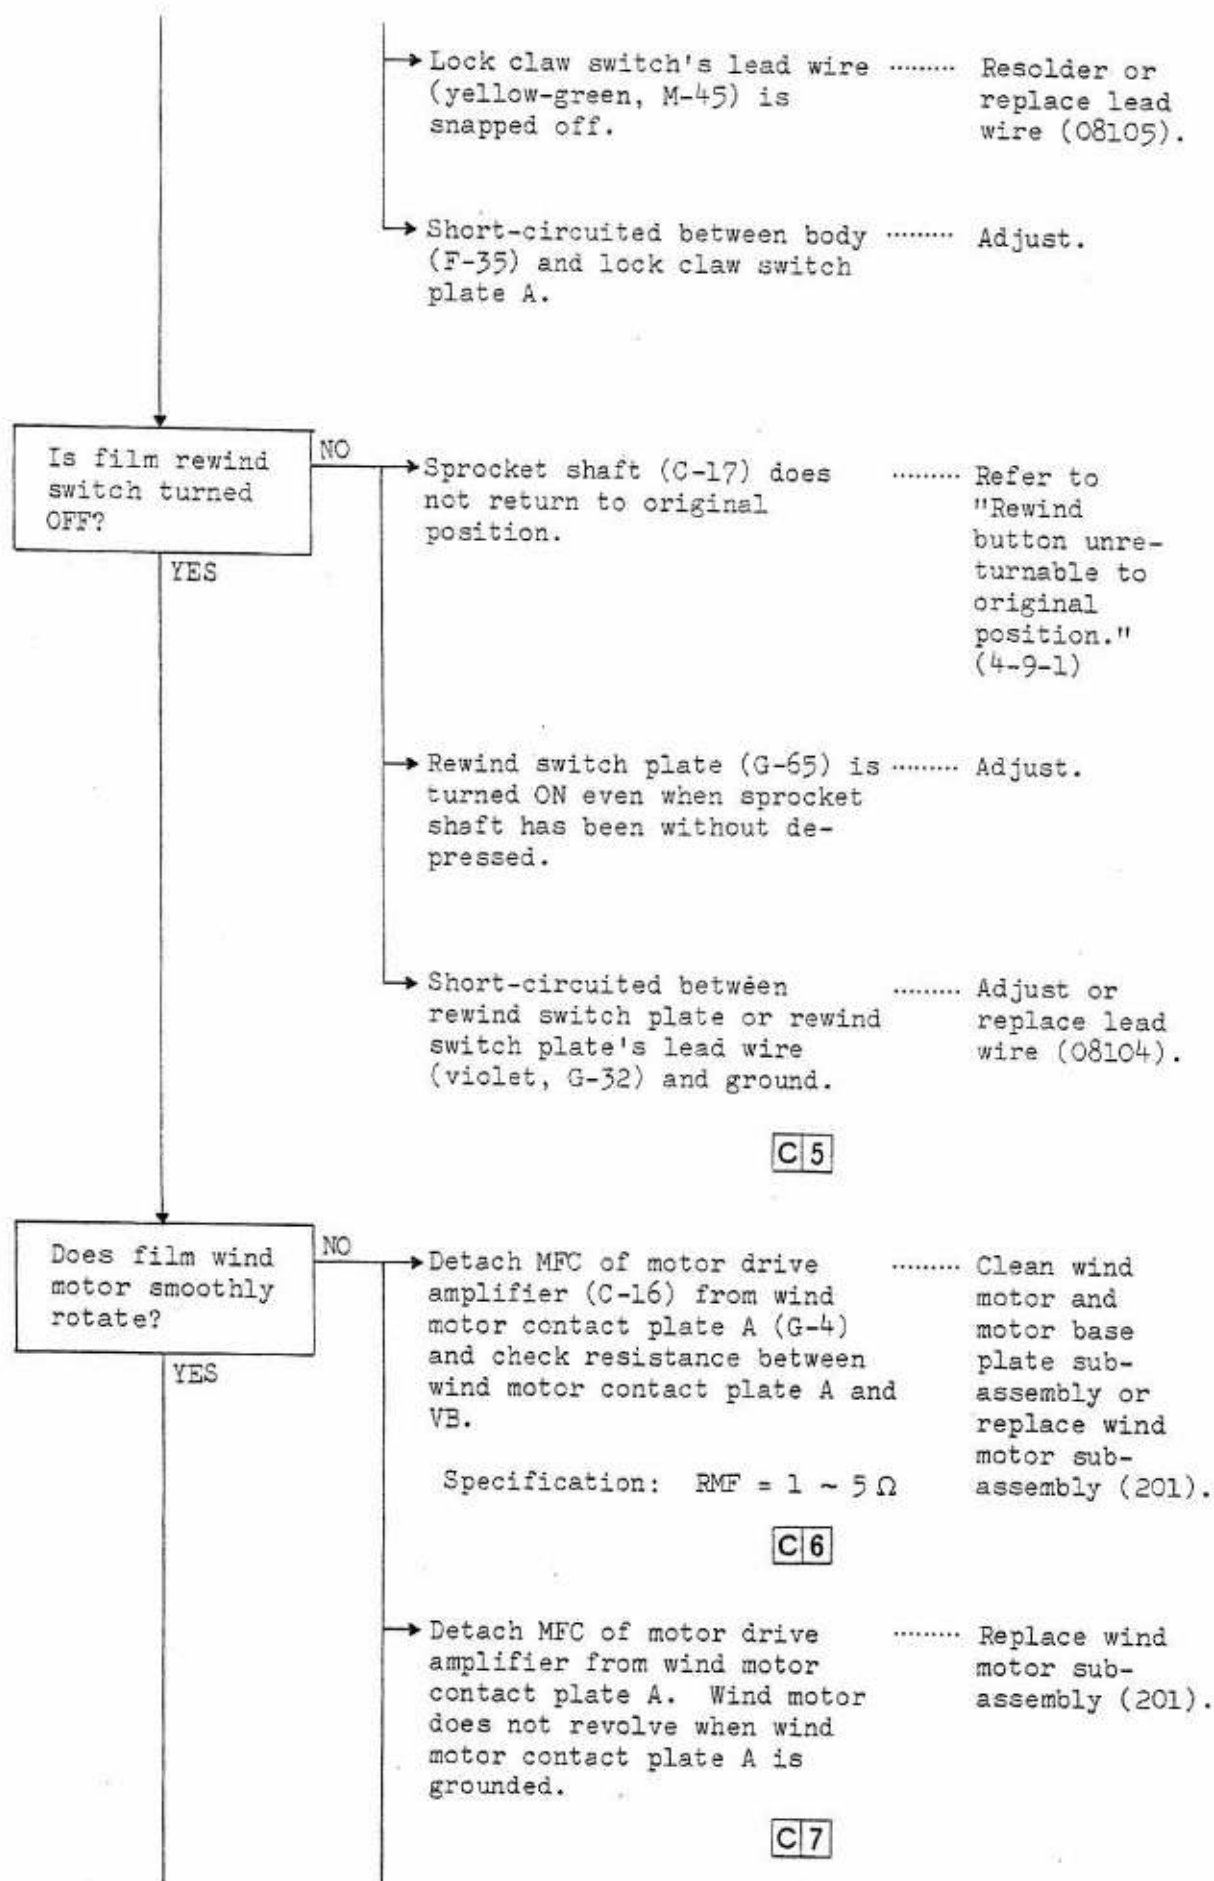 Lock claw switch's lead wire ········· Resolder or
(yellow-green, M-45) is replace lead
snapped off. wire (08105).
Short-circuited between body ········· Adjust.
(F-35) and lock claw switch
plate A.
Is film rewind
switch turned
OFF?
NO
YES
Sprocket shaft (C-17) does ········· Refer to
not return to original "Rewind
position. button unre-
turnable to
original
position."
(4-9-1)
Rewind switch plate (G-65) is ········· Adjust.
turned ON even when sprocket
shaft has been without de-
pressed.
Short-circuited between ········· Adjust or
rewind switch plate or rewind replace lead
switch plate's lead wire wire (08104).
(violet, G-32) and ground.
C 5
Does film wind
motor smoothly
rotate?
NO
YES
Detach MFC of motor drive ········· Clean wind
amplifier (C-16) from wind motor and
motor contact plate A (G-4) motor base
and check resistance between plate sub-
wind motor contact plate A and assembly or
VB. replace wind
motor sub-
Specification: RMF = 1 ~ 5 Ω assembly (201).
C 6
Detach MFC of motor drive ········· Replace wind
amplifier from wind motor motor sub-
contact plate A. Wind motor assembly (201).
does not revolve when wind
motor contact plate A is
grounded.
C 7